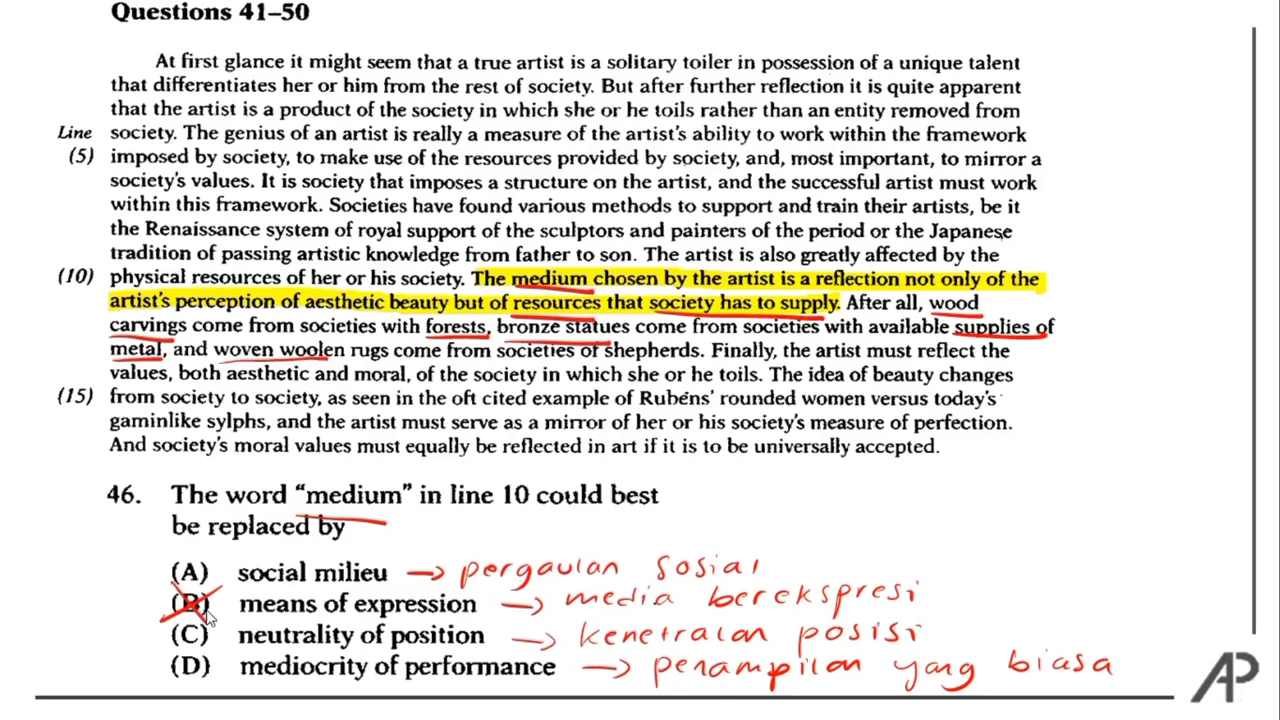 Questions 41–50
At first glance it might seem that a true artist is a solitary toiler in possession of a unique talent
that differentiates her or him from the rest of society. But after further reflection it is quite apparent
that the artist is a product of the society in which she or he toils rather than an entity removed from
Line society. The genius of an artist is really a measure of the artist's ability to work within the framework
(5) imposed by society, to make use of the resources provided by society, and, most important, to mirror a
society's values. It is society that imposes a structure on the artist, and the successful artist must work
within this framework. Societies have found various methods to support and train their artists, be it
the Renaissance system of royal support of the sculptors and painters of the period or the Japanese
tradition of passing artistic knowledge from father to son. The artist is also greatly affected by the
(10) physical resources of her or his society. The medium chosen by the artist is a reflection not only of the
artist's perception of aesthetic beauty but of resources that society has to supply. After all, wood
carvings come from societies with forests, bronze statues come from societies with available supplies of
metal, and woven woolen rugs come from societies of shepherds. Finally, the artist must reflect the
values, both aesthetic and moral, of the society in which she or he toils. The idea of beauty changes
(15) from society to society, as seen in the oft cited example of Rubens' rounded women versus today's
gaminlike sylphs, and the artist must serve as a mirror of her or his society's measure of perfection.
And society's moral values must equally be reflected in art if it is to be universally accepted.
46. The word “medium” in line 10 could best
be replaced by
(A) social milieu → pergaulan sosial
(B) means of expression → media berekspresi
(C) neutrality of position → kenetralan posisi
(D) mediocrity of performance → penampilan yang biasa
AP